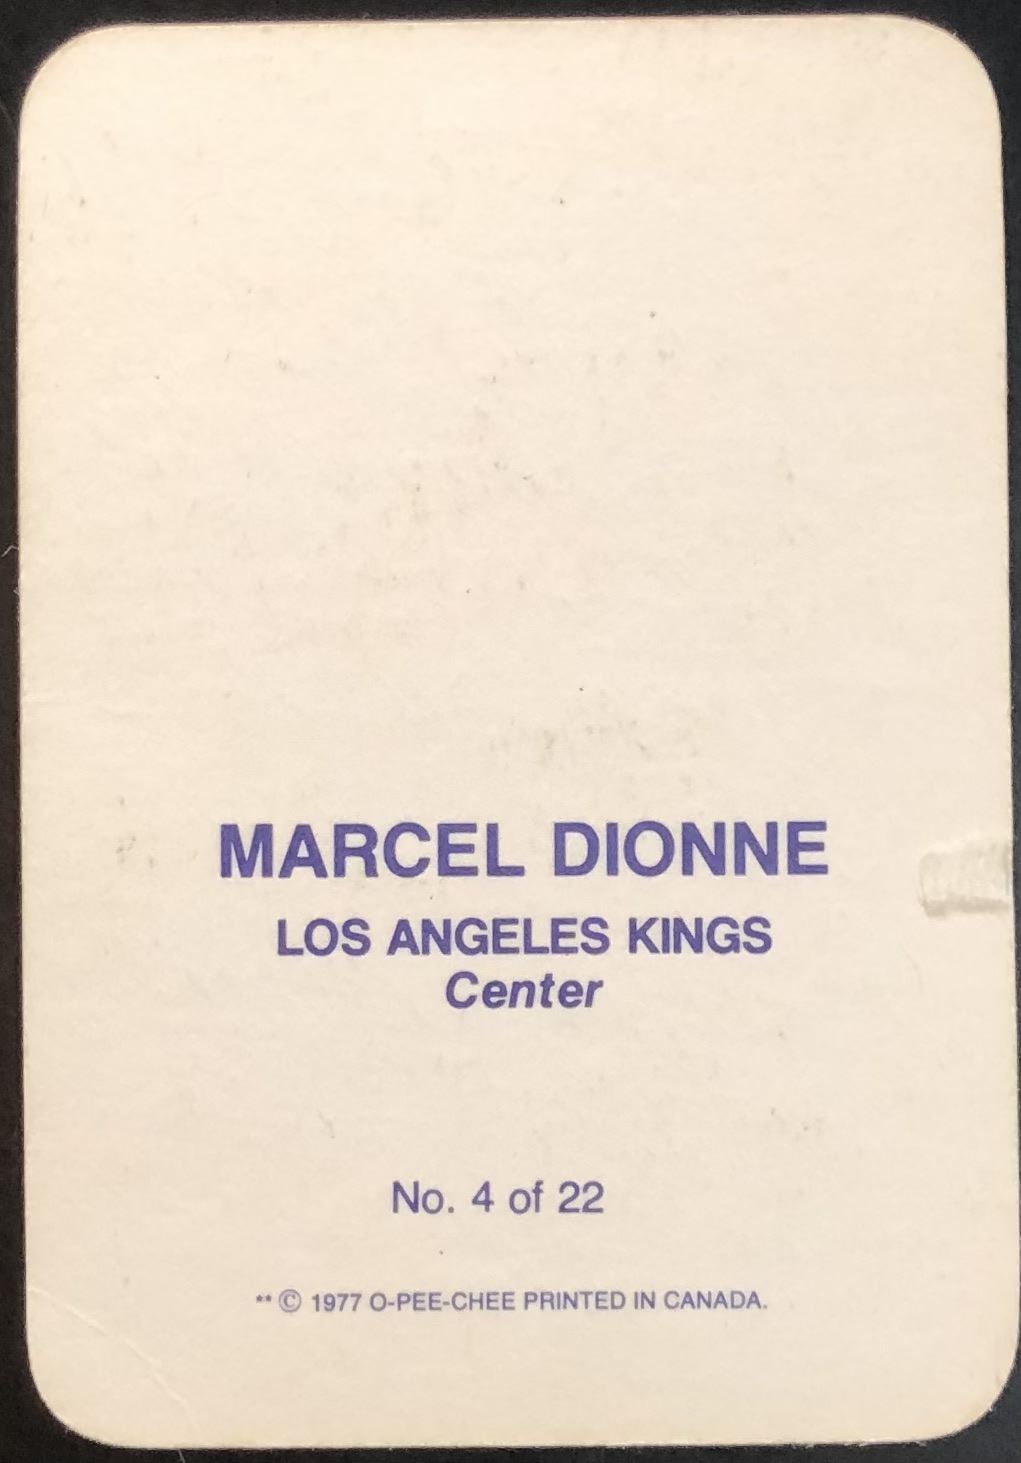 MARCEL DIONNE
LOS ANGELES KINGS
Center
No. 4 of 22
** © 1977 O-PEE-CHEE PRINTED IN CANADA.